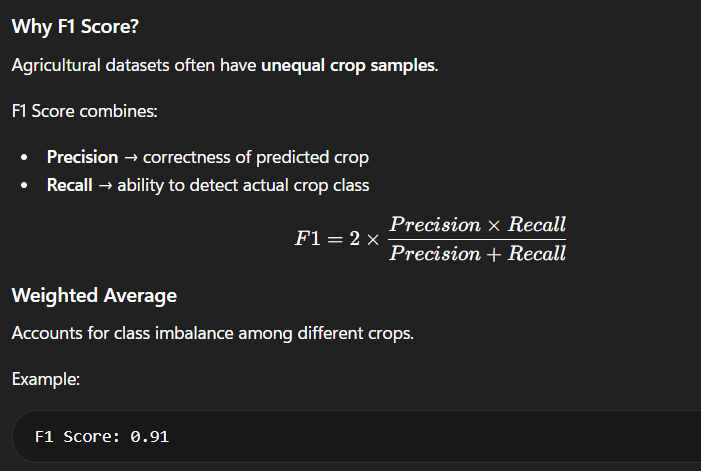 Why F1 Score?
Agricultural datasets often have unequal crop samples.
F1 Score combines:
• Precision → correctness of predicted crop
• Recall → ability to detect actual crop class
F1 = 2 × \frac{Precision × Recall}{Precision + Recall}
Weighted Average
Accounts for class imbalance among different crops.
Example:
F1 Score: 0.91